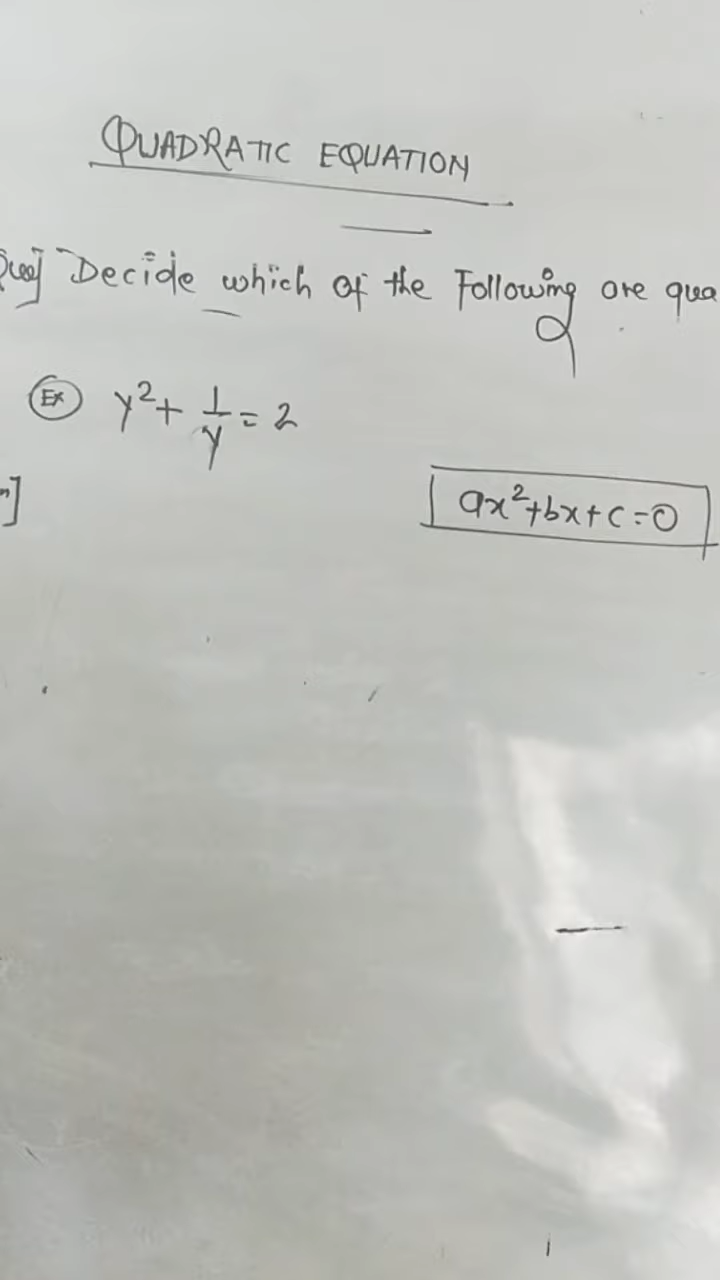 QUADRATIC EQUATION
Decide which of the Following are qua
Ex y² + 1/y = 2
ax²+bx+c=0